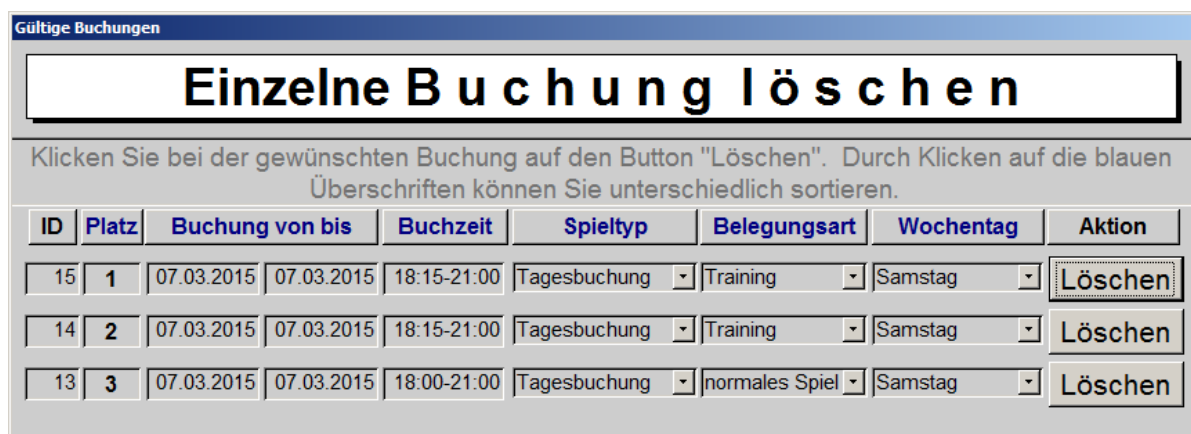 Gültige Buchungen
Einzelne B u c h u n g l ö s c h e n
Klicken Sie bei der gewünschten Buchung auf den Button "Löschen". Durch Klicken auf die blauen
Überschriften können Sie unterschiedlich sortieren.
ID Platz Buchung von bis Buchzeit Spieltyp Belegungsart Wochentag Aktion
15 1 07.03.2015 07.03.2015 18:15-21:00 Tagesbuchung Training Samstag Löschen
14 2 07.03.2015 07.03.2015 18:15-21:00 Tagesbuchung Training Samstag Löschen
13 3 07.03.2015 07.03.2015 18:00-21:00 Tagesbuchung normales Spiel Samstag Löschen